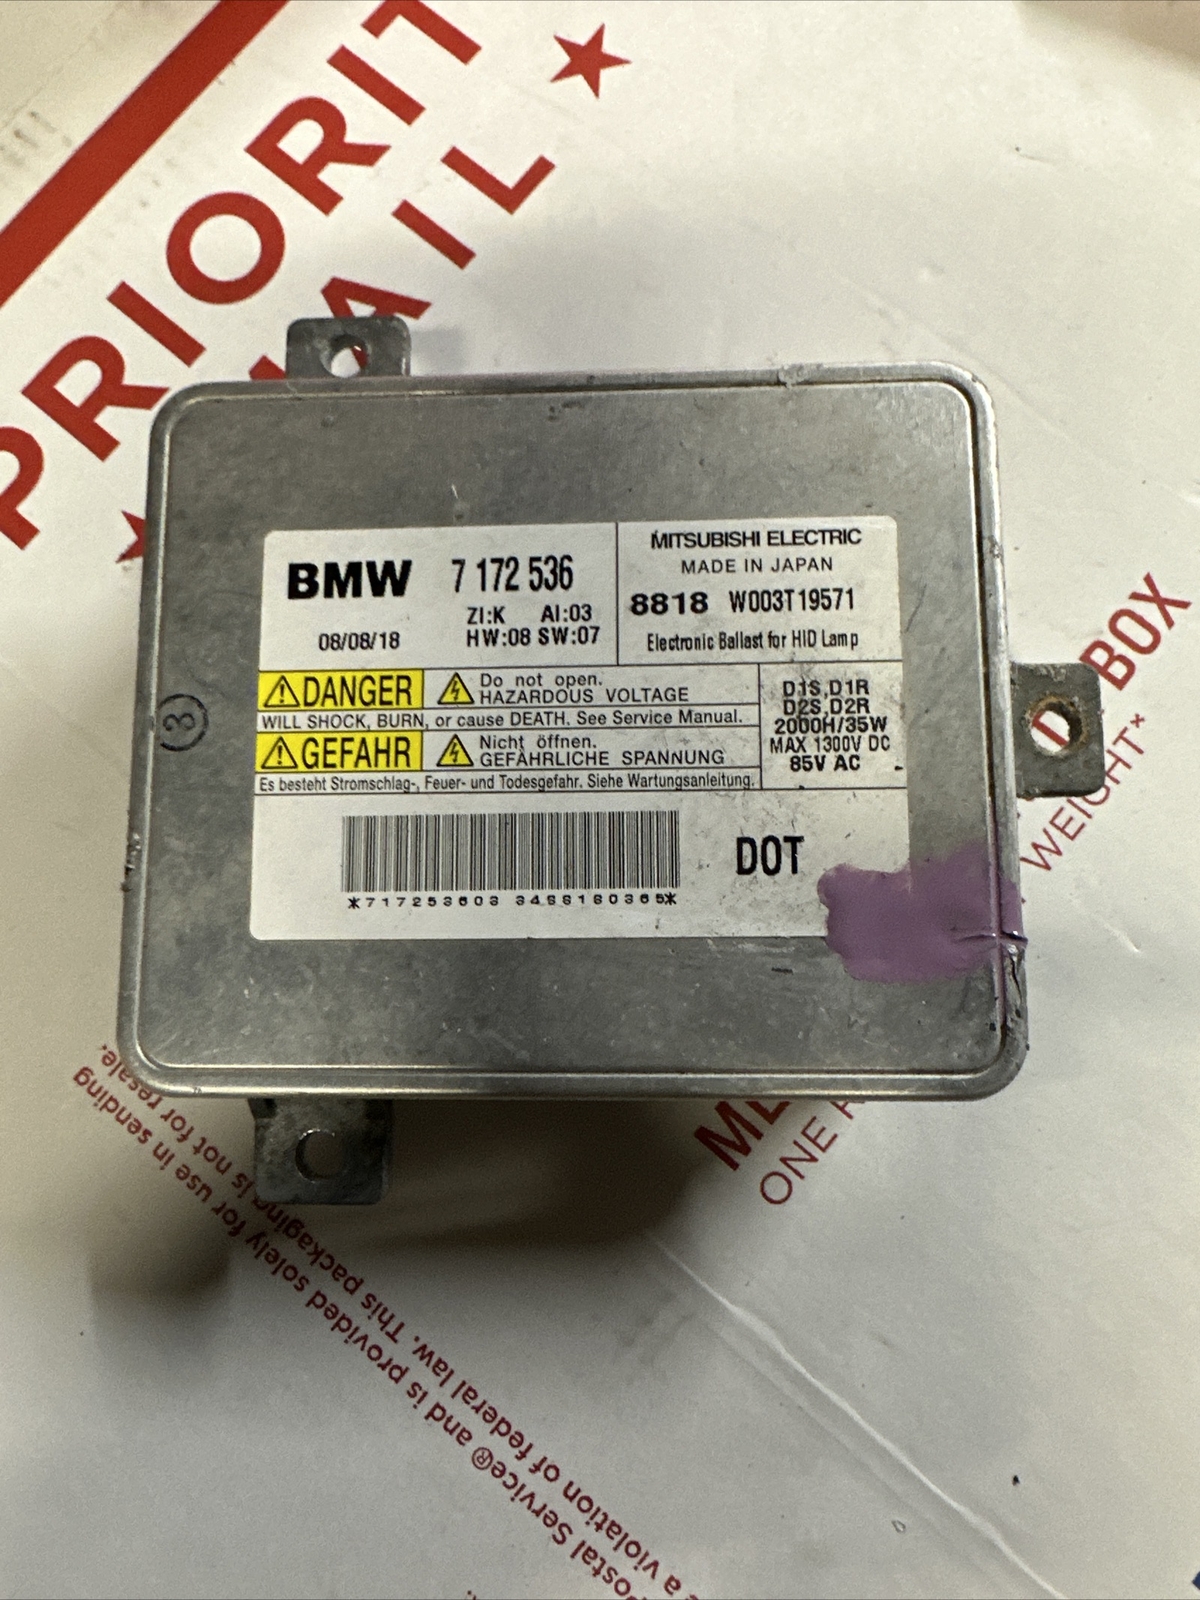 PRIORIT
AIL
BMW 7 172 536
ZI:K AI:03
08/08/18 HW:08 SW:07
MITSUBISHI ELECTRIC
MADE IN JAPAN
8818 W003T19571
Electronic Ballast for HID Lamp
DANGER Do not open.
HAZARDOUS VOLTAGE
WILL SHOCK, BURN, or cause DEATH. See Service Manual.
GEFAHR Nicht öffnen.
GEFÄHRLICHE SPANNUNG
Es besteht Stromschlag-, Feuer- und Todesgefahr. Siehe Wartungsanleitung.
D1S,D1R
D2S,D2R
2000H/35W
MAX 1300V DC
85V AC
3
DOT
BOX
WEIGHT
ONE
Postal Service® and is provided solely for use in sending
a violation of federal law. This packaging is not for resale.